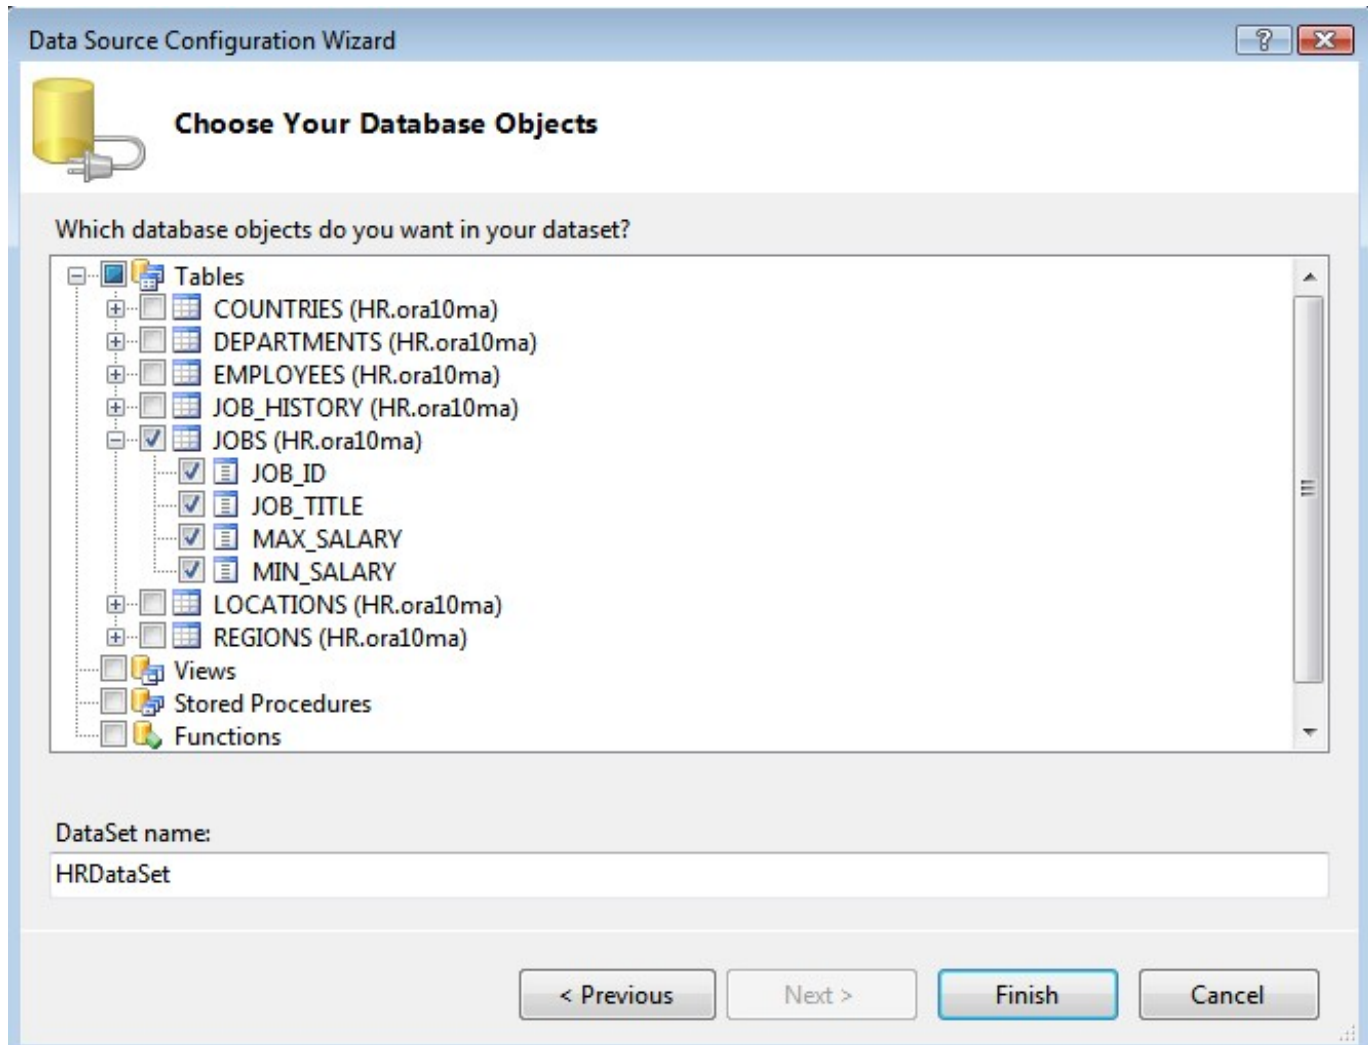 Data Source Configuration Wizard
Choose Your Database Objects
Which database objects do you want in your dataset?
Tables
COUNTRIES (HR.ora10ma)
DEPARTMENTS (HR.ora10ma)
EMPLOYEES (HR.ora10ma)
JOB_HISTORY (HR.ora10ma)
JOBS (HR.ora10ma)
JOB_ID
JOB_TITLE
MAX_SALARY
MIN_SALARY
LOCATIONS (HR.ora10ma)
REGIONS (HR.ora10ma)
Views
Stored Procedures
Functions
DataSet name:
HRDataSet
< Previous Next > Finish Cancel